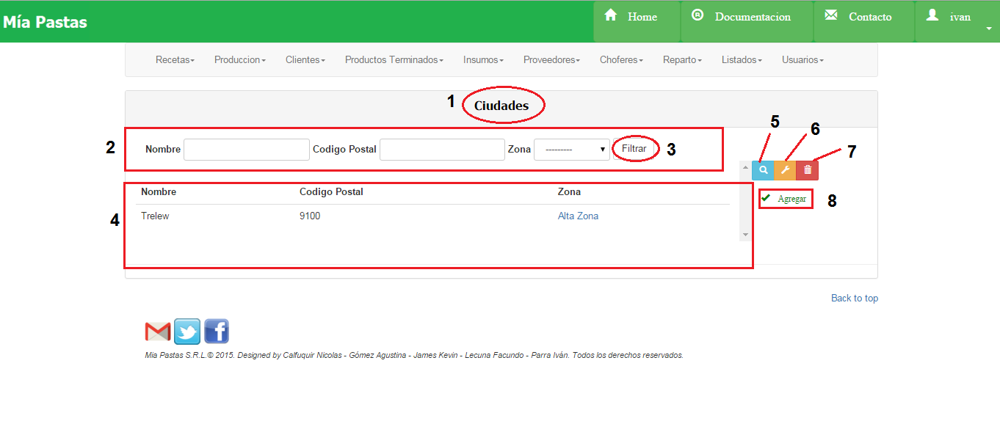 Mía Pastas
Home Documentacion Contacto ivan
Recetas Produccion Clientes Productos Terminados Insumos Proveedores Choferes Reparto Listados Usuarios
1 Ciudades
5
6
7
2 Nombre Codigo Postal Zona --------- Filtrar 3
Nombre Codigo Postal Zona
Agregar 8
4 Trelew 9100 Alta Zona
Back to top
Mía Pastas S.R.L.© 2015. Designed by Calfuquir Nicolas - Gómez Agustina - James Kevin - Lecuna Facundo - Parra Iván. Todos los derechos reservados.